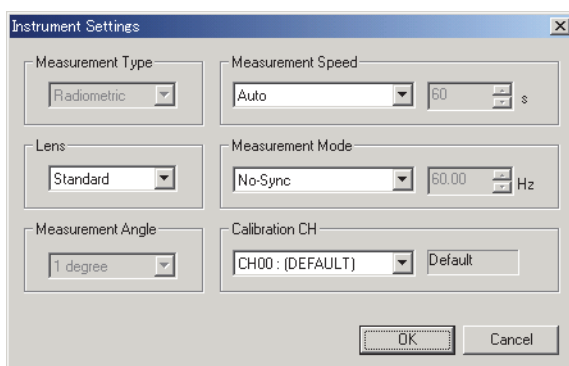 Instrument Settings
Measurement Type
Radiometric
Measurement Speed
Auto
60
s
Lens
Standard
Measurement Mode
No-Sync
60.00
Hz
Measurement Angle
1 degree
Calibration CH
CH00 : (DEFAULT)
Default
OK
Cancel